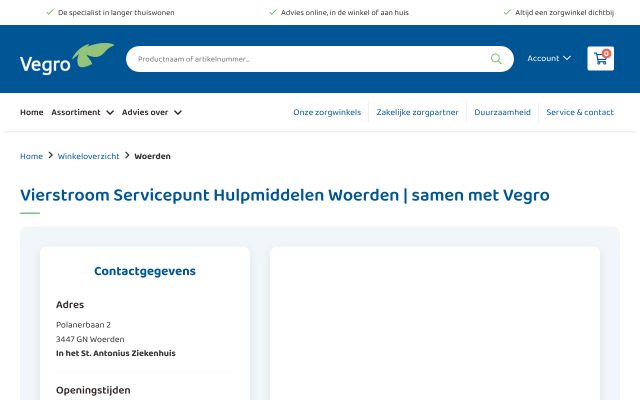 De specialist in langer thuiswonen
Advies online, in de winkel of aan huis
Altijd een zorgwinkel dichtbij
Vegro
Productnaam of artikelnummer...
Account
0
Home
Assortiment
Advies over
Onze zorgwinkels
Zakelijke zorgpartner
Duurzaamheid
Service & contact
Home > Winkeloverzicht > Woerden
Vierstroom Servicepunt Hulpmiddelen Woerden | samen met Vegro
Contactgegevens
Adres
Polanerbaan 2
3447 GN Woerden
In het St. Antonius Ziekenhuis
Openingstijden